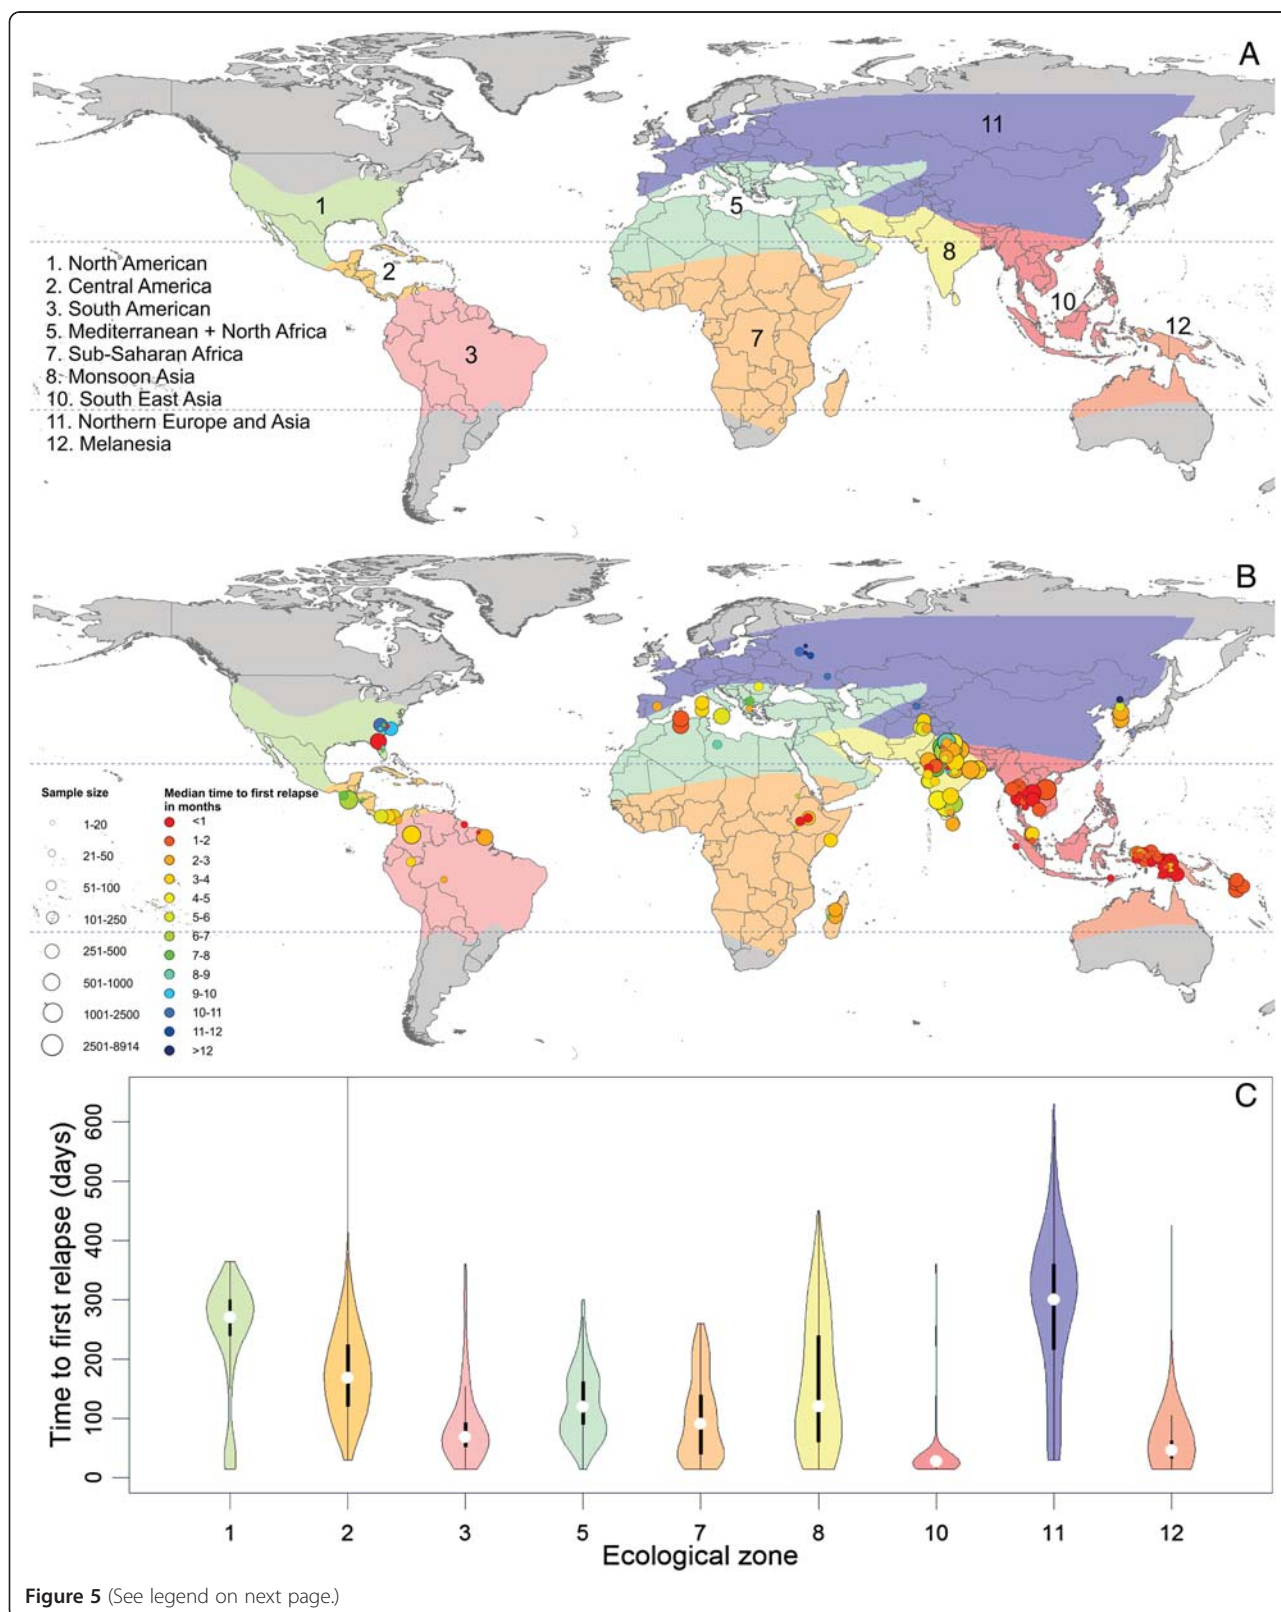 A
11
1
5
8
2
10
12
7
3
1. North American
2. Central America
3. South American
5. Mediterranean + North Africa
7. Sub-Saharan Africa
8. Monsoon Asia
10. South East Asia
11. Northern Europe and Asia
12. Melanesia
B
Sample size
1-20
21-50
51-100
101-250
251-500
501-1000
1001-2500
2501-8914
Median time to first relapse
in months
<1
1-2
2-3
3-4
4-5
5-6
6-7
7-8
8-9
9-10
10-11
11-12
>12
C
Time to first relapse (days)
600
500
400
300
200
100
0
1 2 3 5 7 8 10 11 12
Ecological zone
Figure 5 (See legend on next page.)